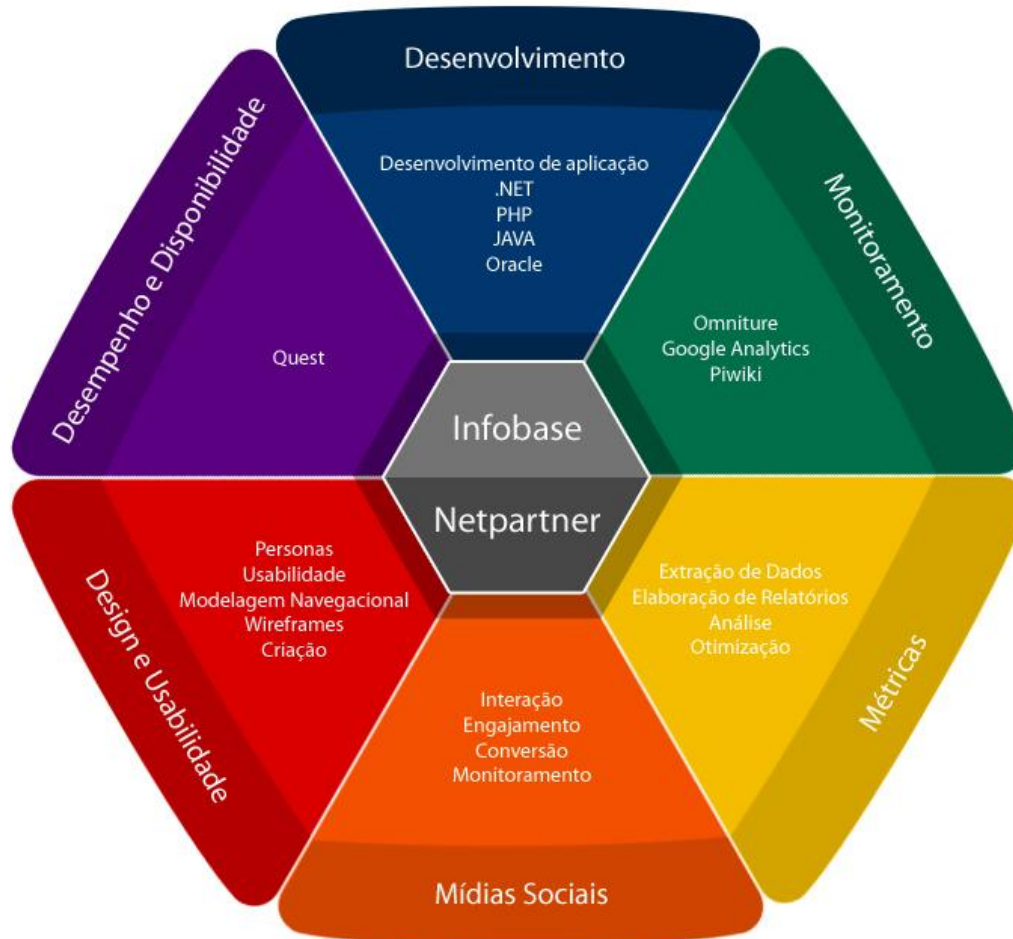 Desenvolvimento
Desenvolvimento de aplicação
.NET
PHP
JAVA
Oracle
Monitoramento
Omniture
Google Analytics
Piwiki
Métricas
Extração de Dados
Elaboração de Relatórios
Análise
Otimização
Mídias Sociais
Interação
Engajamento
Conversão
Monitoramento
Design e Usabilidade
Personas
Usabilidade
Modelagem Navegacional
Wireframes
Criação
Desempenho e Disponibilidade
Quest
Infobase
Netpartner